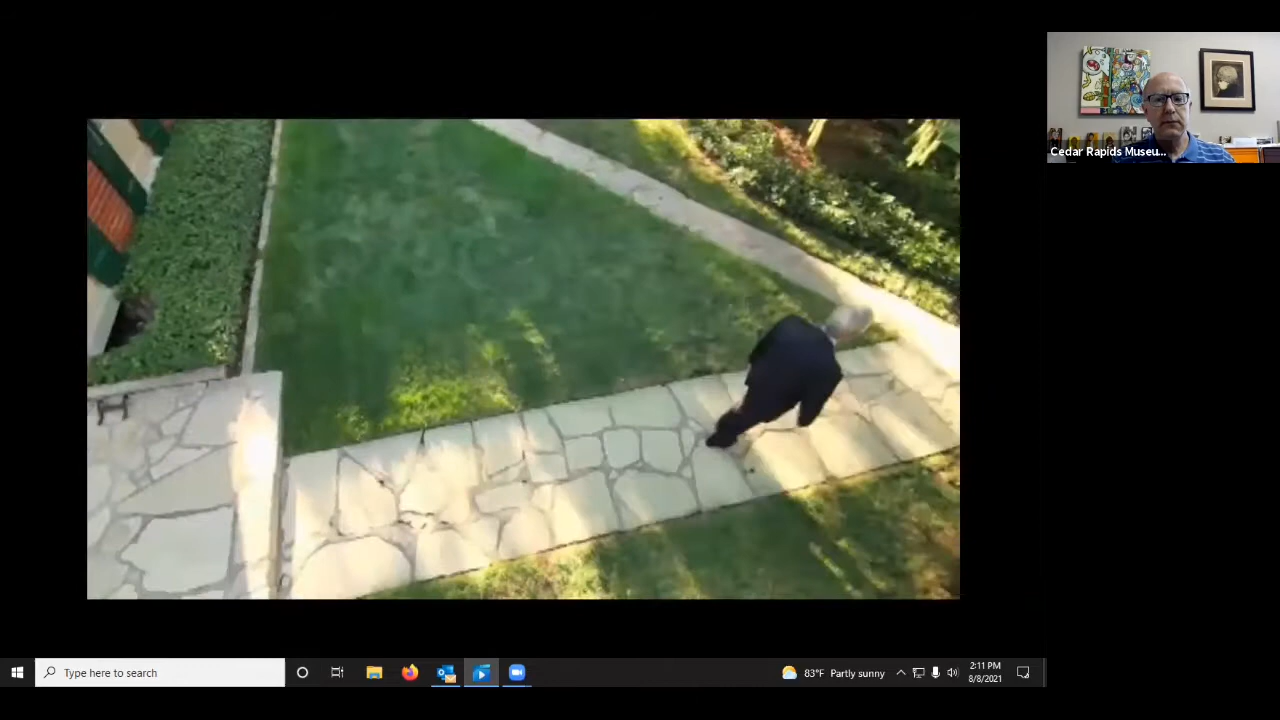 Cedar Rapids Museu...
Type here to search
83°F Partly sunny
2:11 PM
8/8/2021